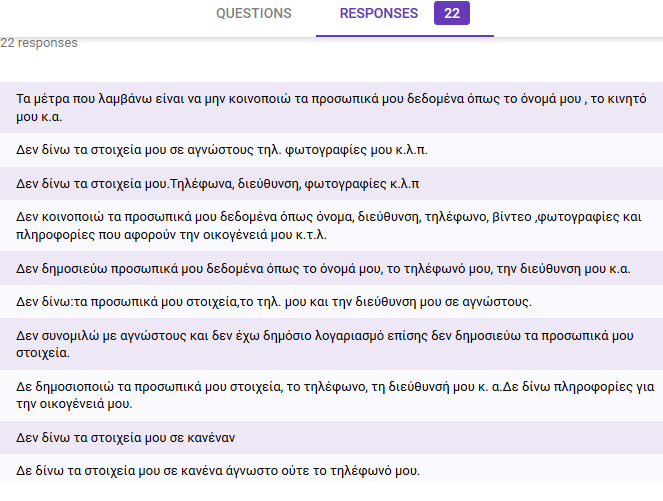 QUESTIONS RESPONSES 22
22 responses
Τα μέτρα που λαμβάνω είναι να μην κοινοποιώ τα προσωπικά μου δεδομένα όπως το όνομά μου , το κινητό
μου κ.α.
Δεν δίνω τα στοιχεία μου σε αγνώστους τηλ. φωτογραφίες μου κ.λ.π.
Δεν δίνω τα στοιχεία μου.Τηλέφωνα, διεύθυνση, φωτογραφίες κ.λ.π
Δεν κοινοποιώ τα προσωπικά μου δεδομένα όπως όνομα, διεύθυνση, τηλέφωνο, βίντεο ,φωτογραφίες και
πληροφορίες που αφορούν την οικογένειά μου κ.τ.λ.
Δεν δημοσιεύω προσωπικά μου δεδομένα όπως το όνομά μου, το τηλέφωνό μου, την διεύθυνση μου κ.α.
Δεν δίνω:τα προσωπικά μου στοιχεία,το τηλ. μου και την διεύθυνση μου σε αγνώστους.
Δεν συνομιλώ με αγνώστους και δεν έχω δημόσιο λογαριασμό επίσης δεν δημοσιεύω τα προσωπικά μου
στοιχεία.
Δε δημοσιοποιώ τα προσωπικά μου στοιχεία, το τηλέφωνο, τη διεύθυνσή μου κ. α.Δε δίνω πληροφορίες για
την οικογένειά μου.
Δεν δίνω τα στοιχεία μου σε κανέναν
Δε δίνω τα στοιχεία μου σε κανένα άγνωστο ούτε το τηλέφωνό μου.